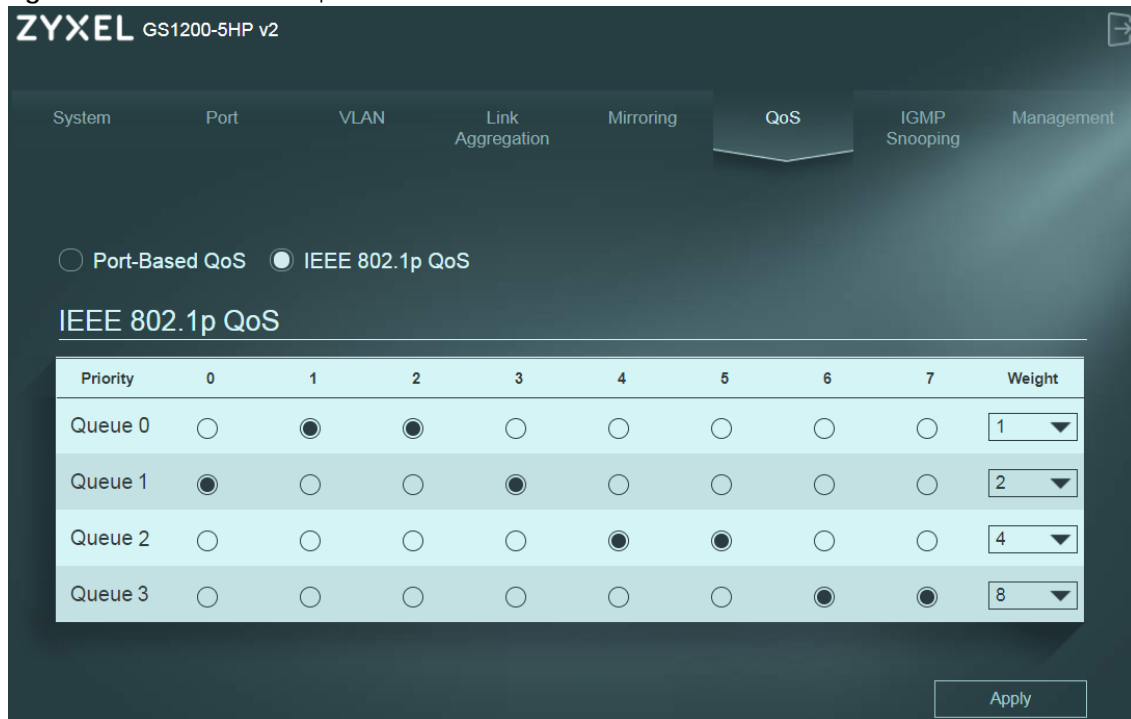 ZYXEL GS1200-5HP v2
System Port VLAN Link Aggregation Mirroring QoS IGMP Snooping Management
Port-Based QoS IEEE 802.1p QoS
IEEE 802.1p QoS
Priority 0 1 2 3 4 5 6 7 Weight
Queue 0 1
Queue 1 2
Queue 2 4
Queue 3 8
Apply